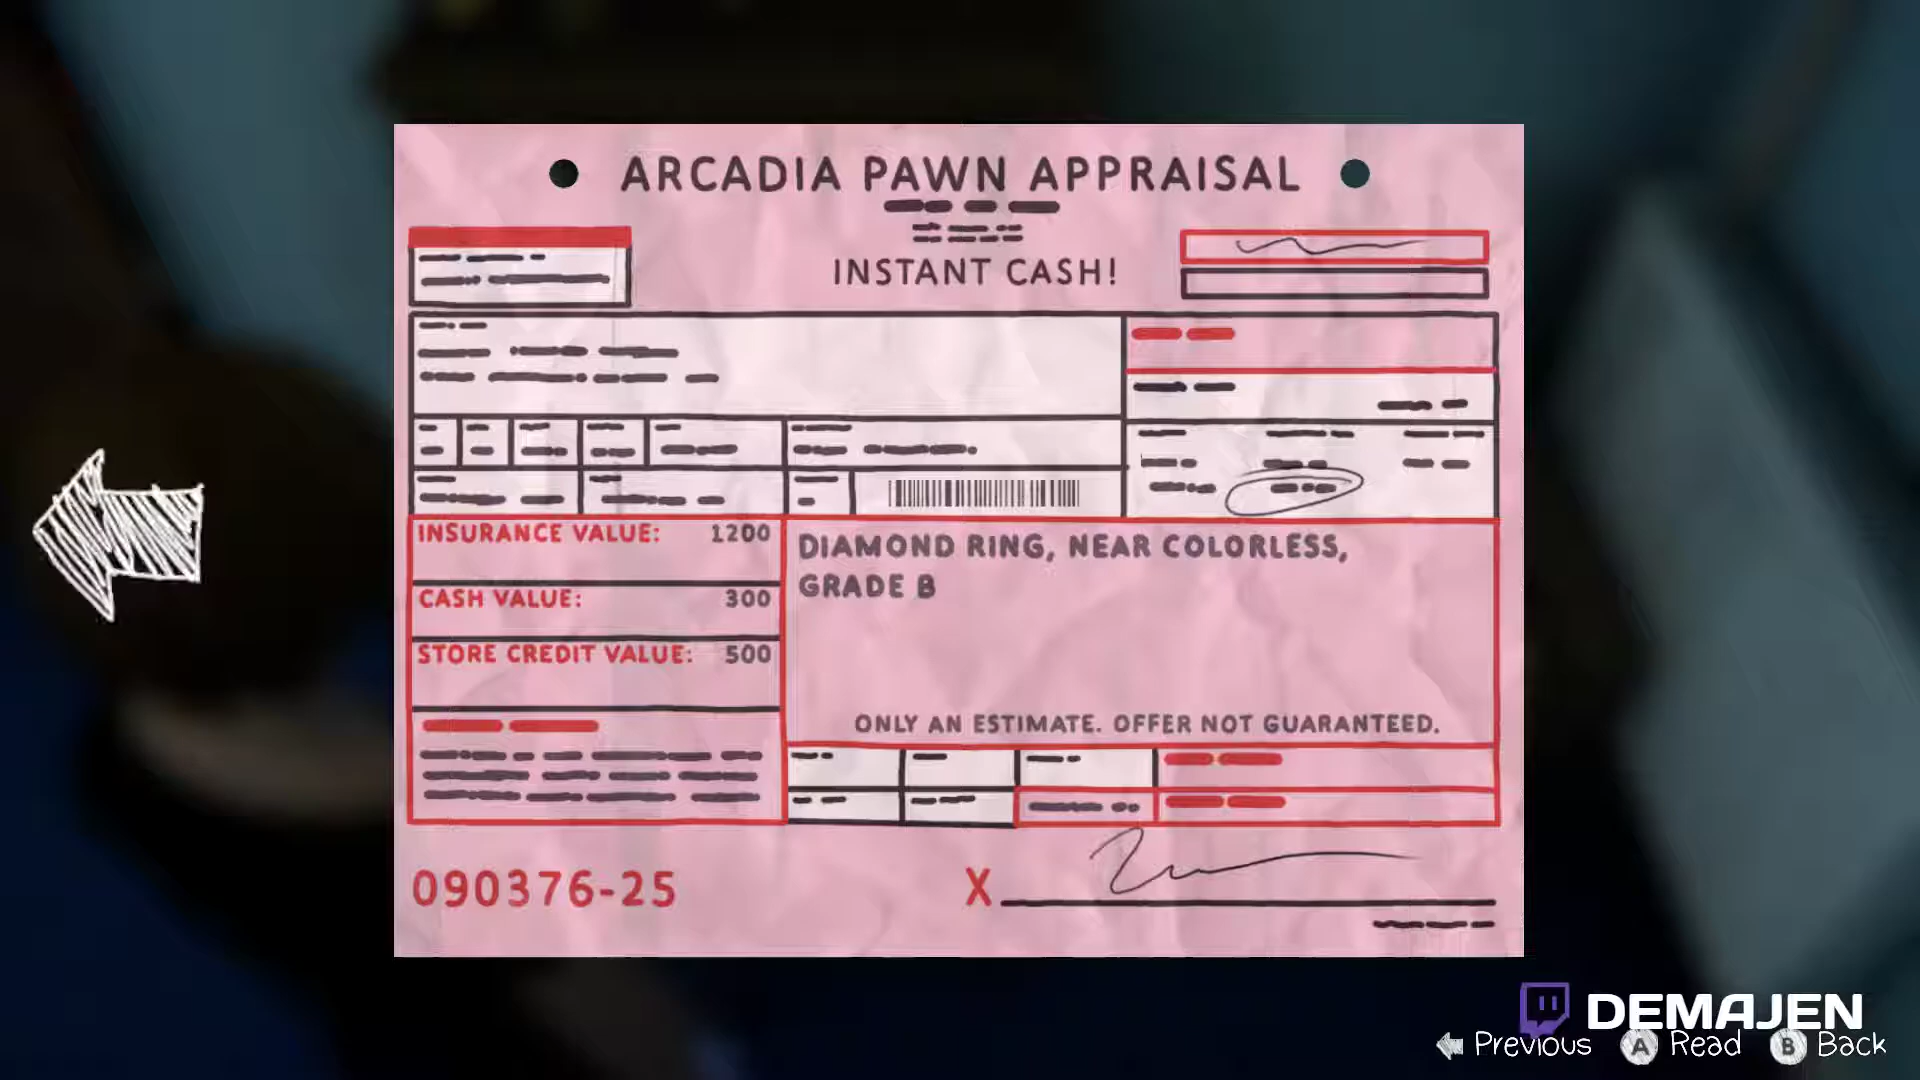 ARCADIA PAWN APPRAISAL
INSTANT CASH!
INSURANCE VALUE: 1200
CASH VALUE: 300
STORE CREDIT VALUE: 500
DIAMOND RING, NEAR COLORLESS,
GRADE B
ONLY AN ESTIMATE. OFFER NOT GUARANTEED.
090376-25
X
DEMAJEN
Previous A Read B Back